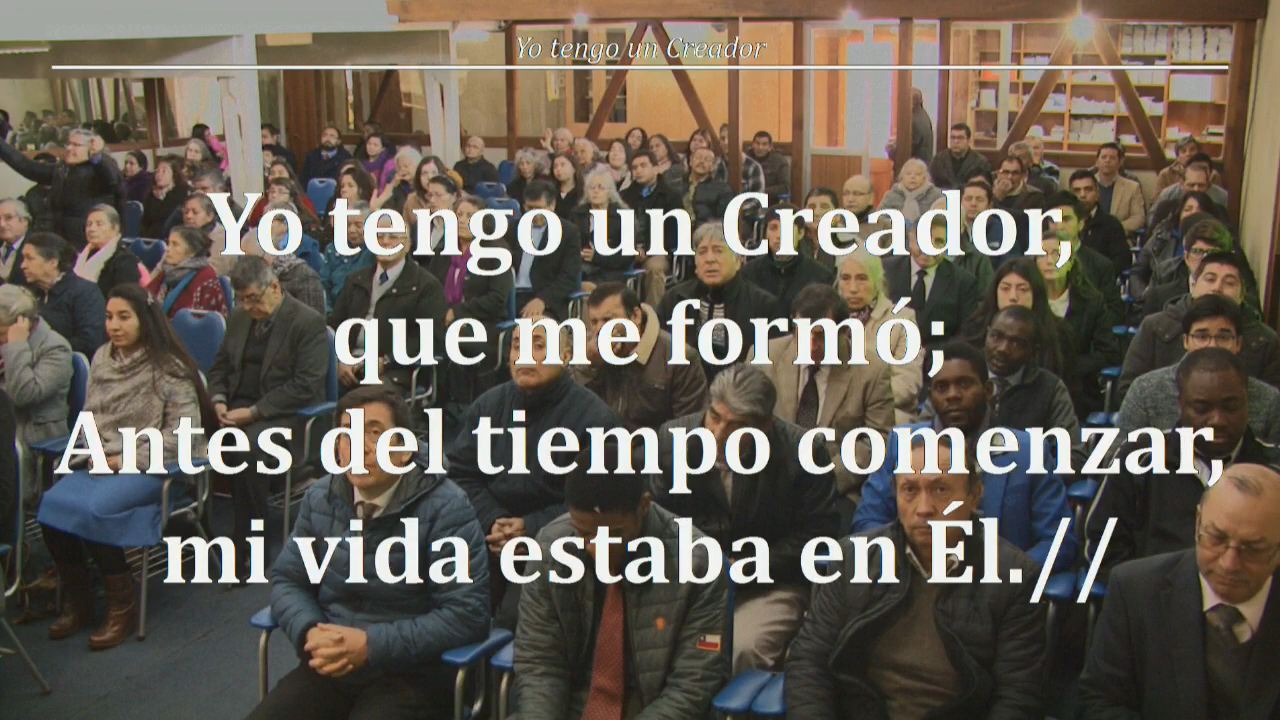 Yo tengo un Creador
Yo tengo un Creador,
que me formó;
Antes del tiempo comenzar,
mi vida estaba en Él.//